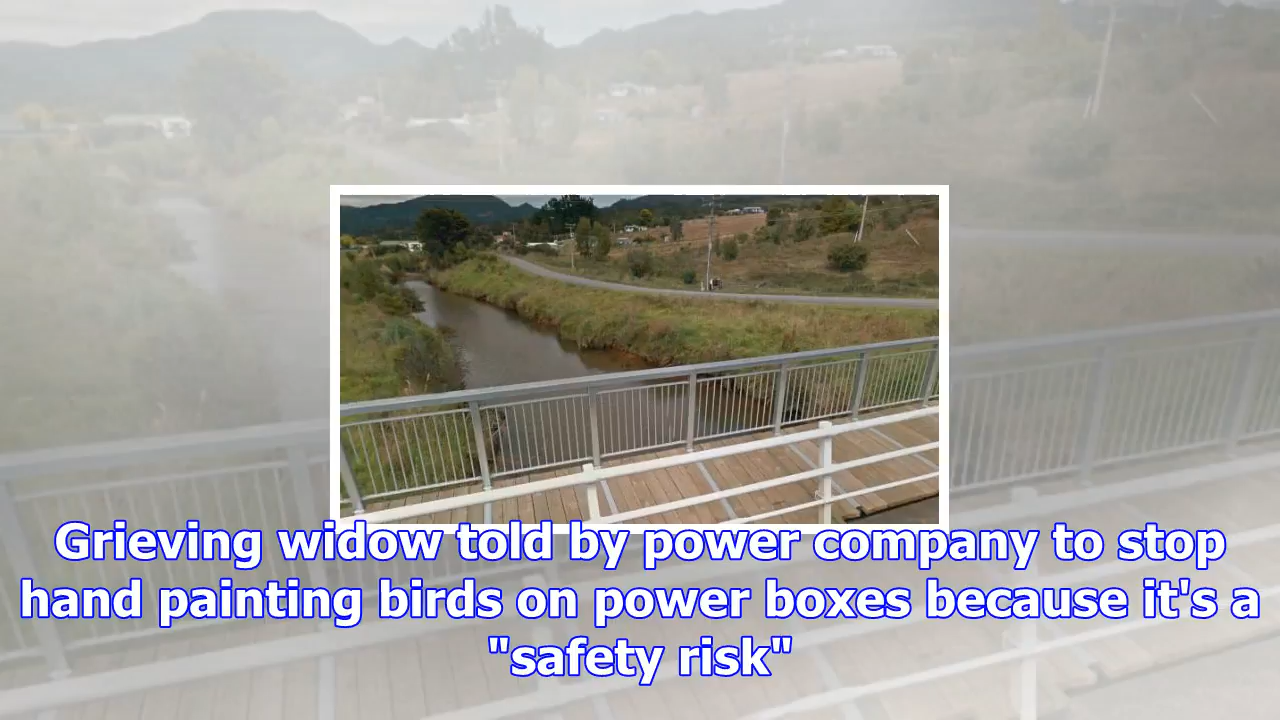 Grieving widow told by power company to stop
hand painting birds on power boxes because it's a
"safety risk"